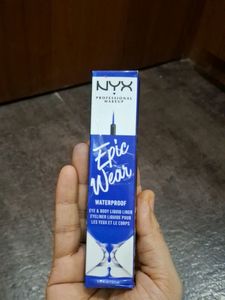 NYX
PROFESSIONAL
MAKEUP
Epic
Wear
WATERPROOF
EYE & BODY LIQUID LINER
EYELINER LIQUIDE POUR
LES YEUX ET LE CORPS